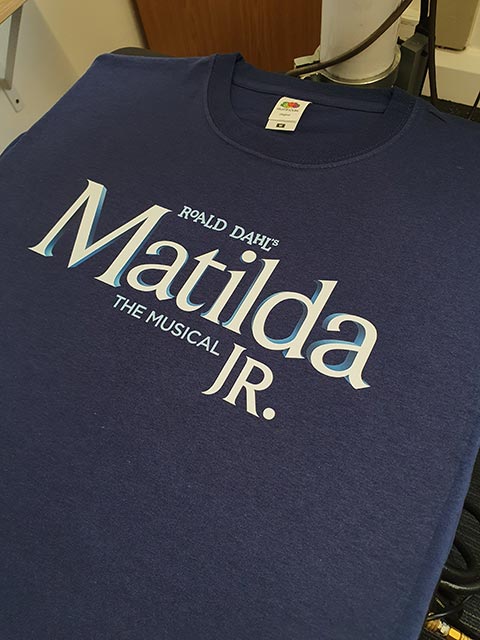 ROALD DAHL's
Matilda
THE MUSICAL
JR.